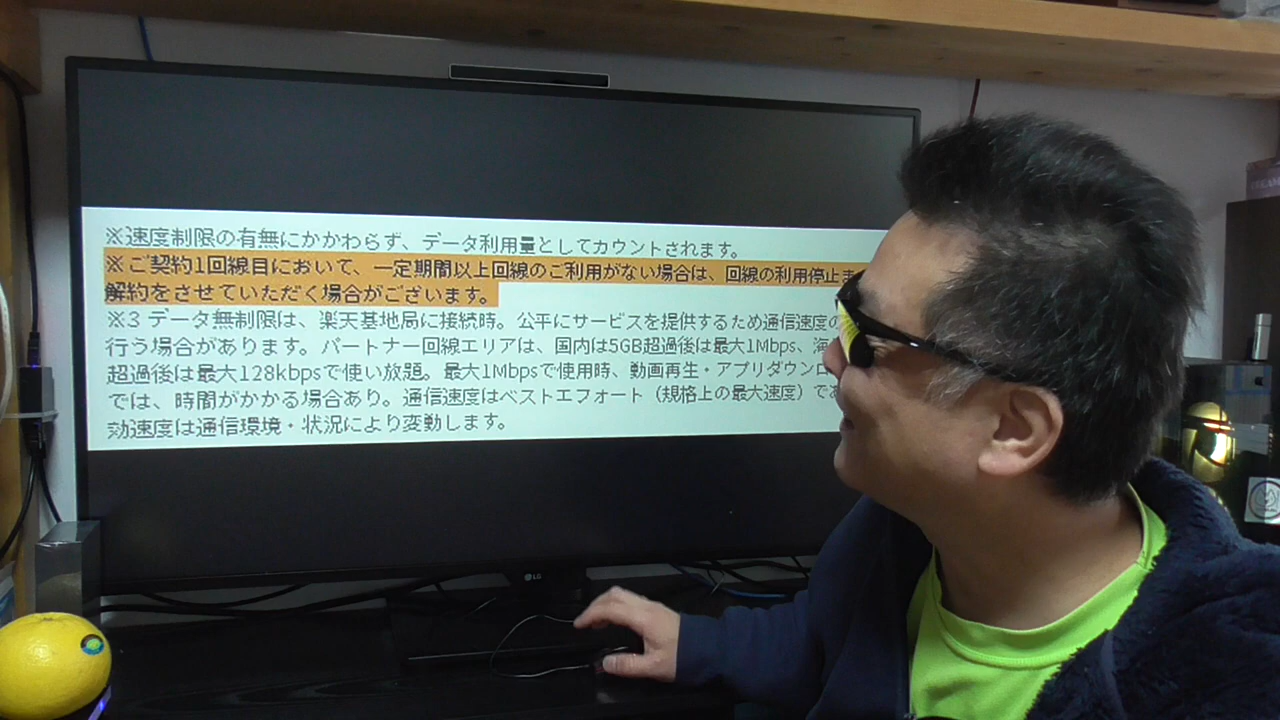 ※速度制限の有無にかかわらず、データ利用量としてカウントされます。
※ご契約1回線目において、一定期間以上回線のご利用がない場合は、回線の利用停止ま
解約をさせていただく場合がございます。
※3 データ無制限は、楽天基地局に接続時。公平にサービスを提供するため通信速度の
行う場合があります。パートナー回線エリアは、国内は5GB超過後は最大1Mbps、海
超過後は最大128kbpsで使い放題。最大1Mbpsで使用時、動画再生・アプリダウンロ
では、時間がかかる場合あり。通信速度はベストエフォート（規格上の最大速度）であ
効速度は通信環境・状況により変動します。
LG